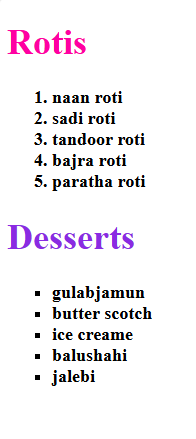 Rotis
1. naan roti
2. sadi roti
3. tandoor roti
4. bajra roti
5. paratha roti
Desserts
▪ gulabjamun
▪ butter scotch
▪ ice creame
▪ balushahi
▪ jalebi